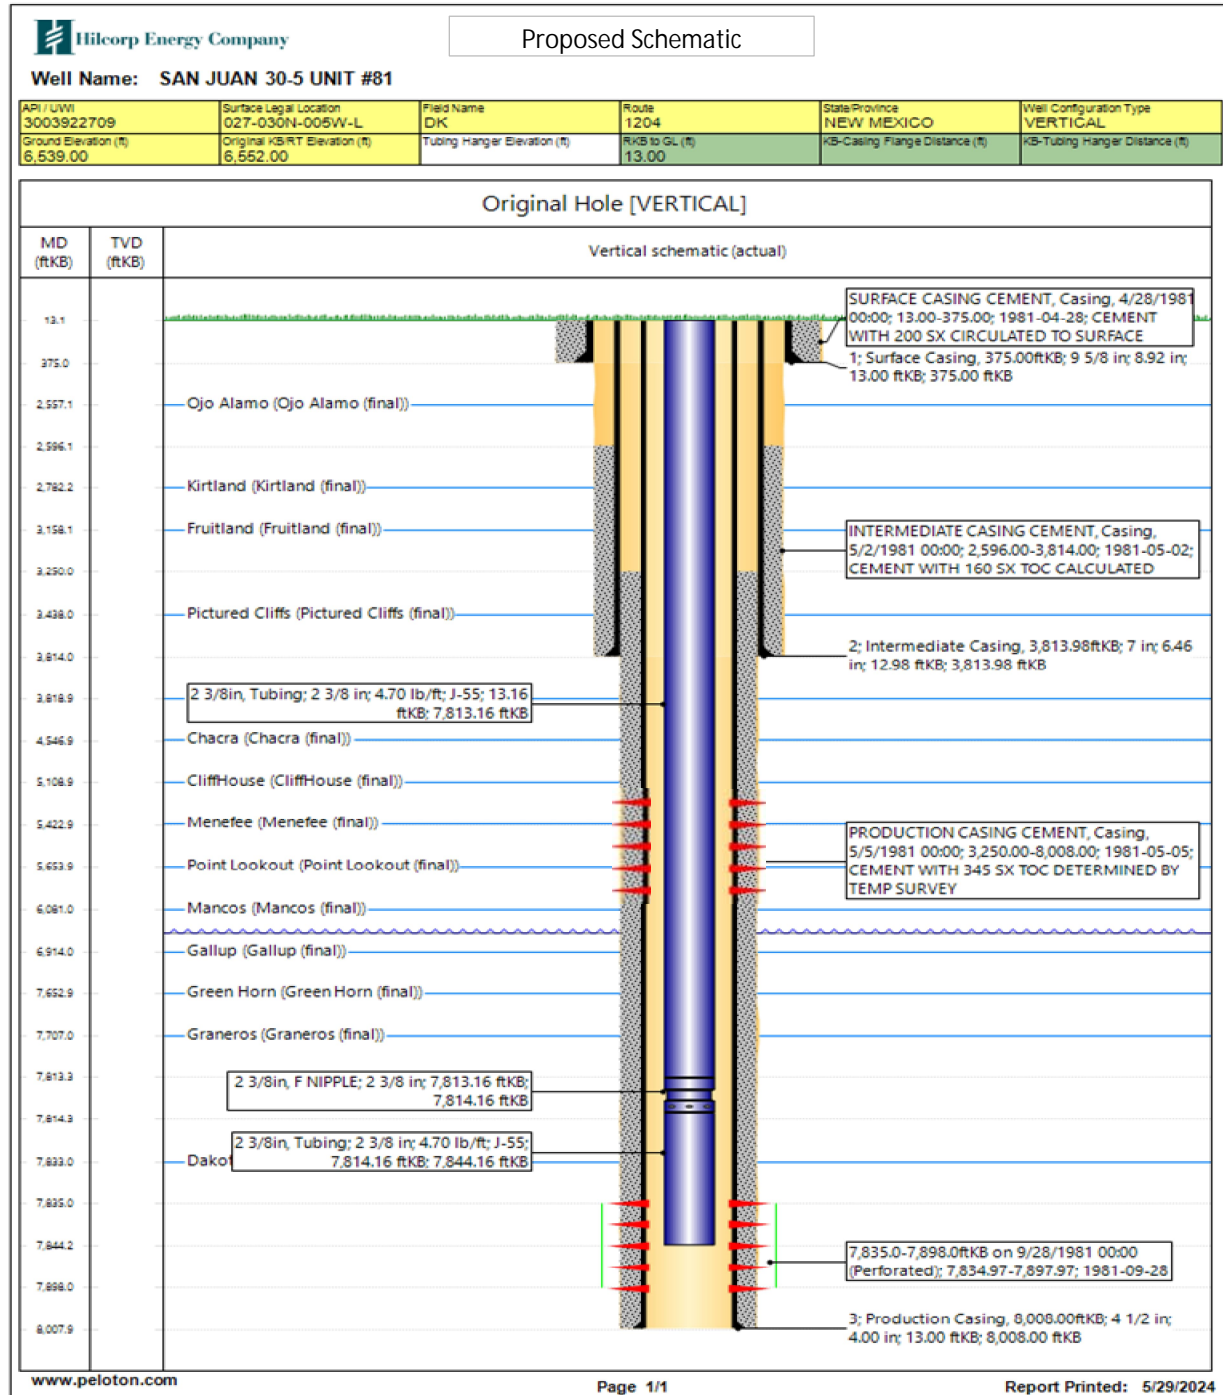 Hilcorp Energy Company
Proposed Schematic
Well Name: SAN JUAN 30-5 UNIT #81
API / UWI
3003922709
Surface Legal Location
027-030N-005W-L
Field Name
DK
Route
1204
State/Province
NEW MEXICO
Well Configuration Type
VERTICAL
Ground Elevation (ft)
6,539.00
Original KB/RT Elevation (ft)
6,552.00
Tubing Hanger Elevation (ft)
RKB to GL (ft)
13.00
KB-Casing Flange Distance (ft)
KB-Tubing Hanger Distance (ft)
Original Hole [VERTICAL]
MD
(ftKB)
TVD
(ftKB)
Vertical schematic (actual)
13.1
SURFACE CASING CEMENT, Casing, 4/28/1981
00:00; 13.00-375.00; 1981-04-28; CEMENT
WITH 200 SX CIRCULATED TO SURFACE
375.0
1; Surface Casing, 375.00ftKB; 9 5/8 in; 8.92 in;
13.00 ftKB; 375.00 ftKB
2,557.1
Ojo Alamo (Ojo Alamo (final))
2,596.1
2,782.2
Kirtland (Kirtland (final))
3,158.1
Fruitland (Fruitland (final))
INTERMEDIATE CASING CEMENT, Casing,
5/2/1981 00:00; 2,596.00-3,814.00; 1981-05-02;
CEMENT WITH 160 SX TOC CALCULATED
3,250.0
3,438.0
Pictured Cliffs (Pictured Cliffs (final))
3,814.0
2; Intermediate Casing, 3,813.98ftKB; 7 in; 6.46
in; 12.98 ftKB; 3,813.98 ftKB
3,818.9
2 3/8in, Tubing; 2 3/8 in; 4.70 lb/ft; J-55; 13.16
ftKB; 7,813.16 ftKB
4,546.9
Chacra (Chacra (final))
5,106.9
CliffHouse (CliffHouse (final))
5,422.9
Menefee (Menefee (final))
PRODUCTION CASING CEMENT, Casing,
5/5/1981 00:00; 3,250.00-8,008.00; 1981-05-05;
CEMENT WITH 345 SX TOC DETERMINED BY
TEMP SURVEY
5,653.9
Point Lookout (Point Lookout (final))
6,081.0
Mancos (Mancos (final))
6,914.0
Gallup (Gallup (final))
7,652.9
Green Horn (Green Horn (final))
7,707.0
Graneros (Graneros (final))
7,813.3
2 3/8in, F NIPPLE; 2 3/8 in; 7,813.16 ftKB;
7,814.16 ftKB
7,814.3
2 3/8in, Tubing; 2 3/8 in; 4.70 lb/ft; J-55;
7,814.16 ftKB; 7,844.16 ftKB
7,833.0
Dakot
7,835.0
7,844.2
7,835.0-7,898.0ftKB on 9/28/1981 00:00
(Perforated); 7,834.97-7,897.97; 1981-09-28
7,898.0
3; Production Casing, 8,008.00ftKB; 4 1/2 in;
4.00 in; 13.00 ftKB; 8,008.00 ftKB
8,007.9
www.peloton.com
Page 1/1
Report Printed: 5/29/2024